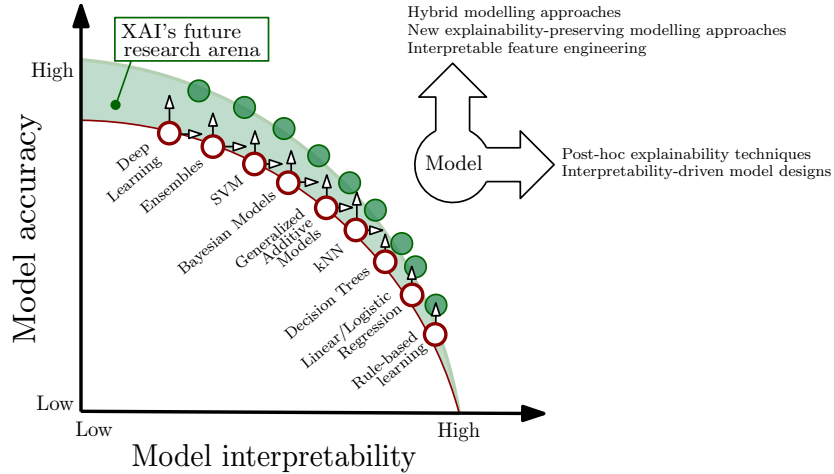 Hybrid modelling approaches
New explainability-preserving modelling approaches
Interpretable feature engineering
XAI's future
research arena
High
Model accuracy
Low
Deep
Learning
Ensembles
SVM
Bayesian Models
Generalized
Additive
Models
kNN
Decision Trees
Linear/Logistic
Regression
Rule-based
learning
Model
Post-hoc explainability techniques
Interpretability-driven model designs
Low
High
Model interpretability